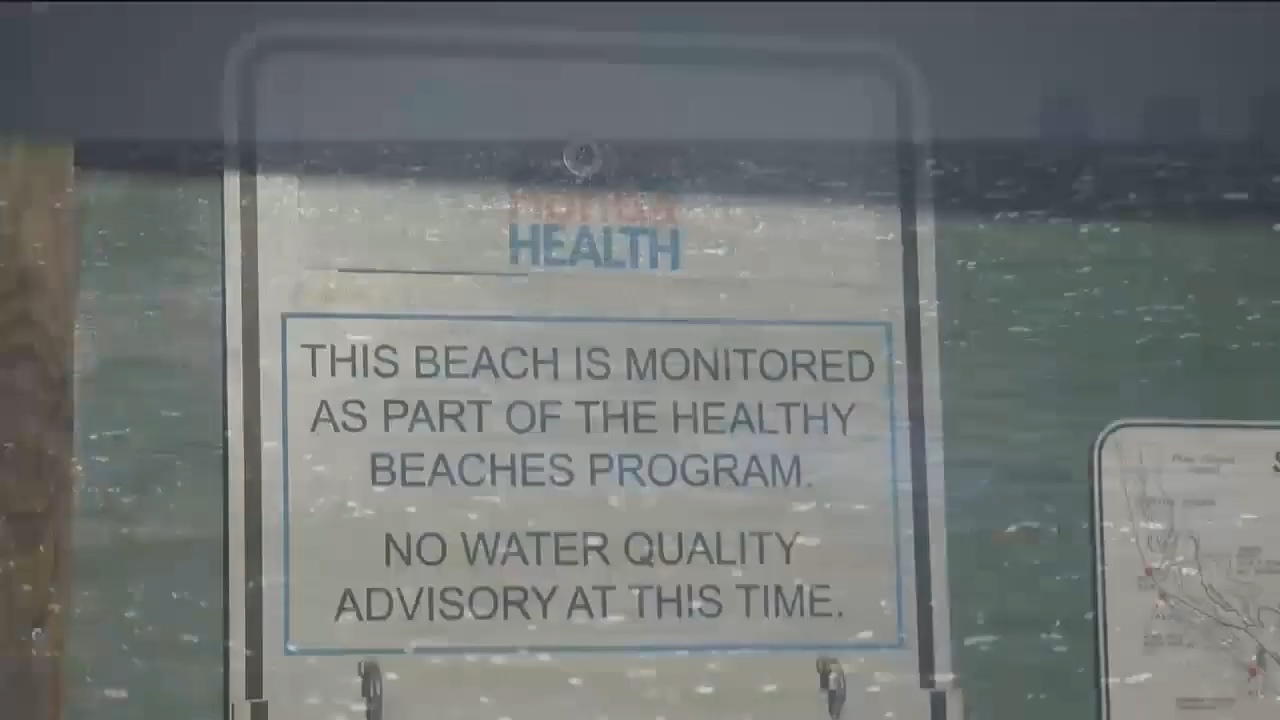 HEALTH
THIS BEACH IS MONITORED
AS PART OF THE HEALTHY
BEACHES PROGRAM.
NO WATER QUALITY
ADVISORY AT THIS TIME.